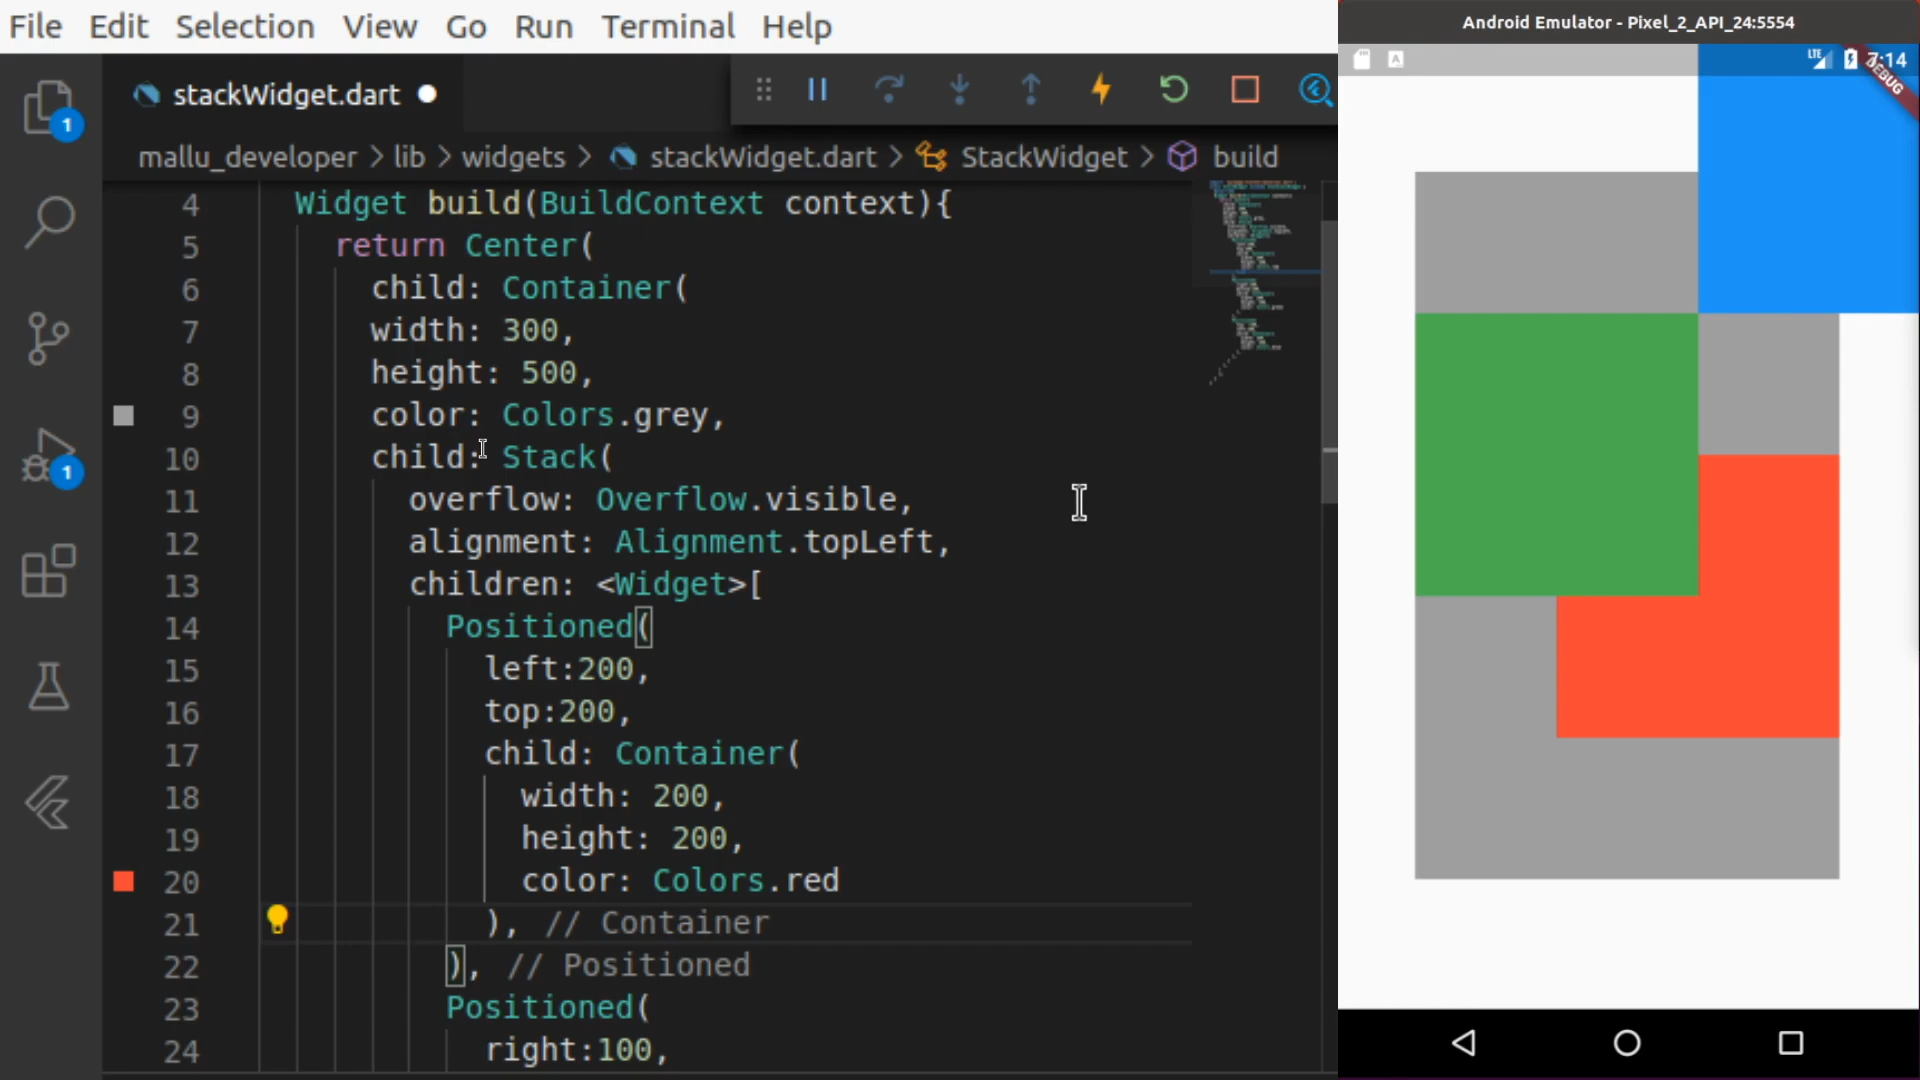 File Edit Selection View Go Run Terminal Help
Android Emulator - Pixel_2_API_24:5554
stackWidget.dart
LTE 7:14
DEBUG
A
1
mallu_developer > lib > widgets > stackWidget.dart > StackWidget > build
4 Widget build(BuildContext context){
5 return Center(
6 child: Container(
7 width: 300,
8 height: 500,
9 color: Colors.grey,
10 child: Stack(
1
11 overflow: Overflow.visible,
12 alignment: Alignment.topLeft,
13 children: <Widget>[
14 Positioned(
15 left:200,
16 top:200,
17 child: Container(
18 width: 200,
19 height: 200,
20 color: Colors.red
21 ), // Container
22 ), // Positioned
23 Positioned(
24 right:100,